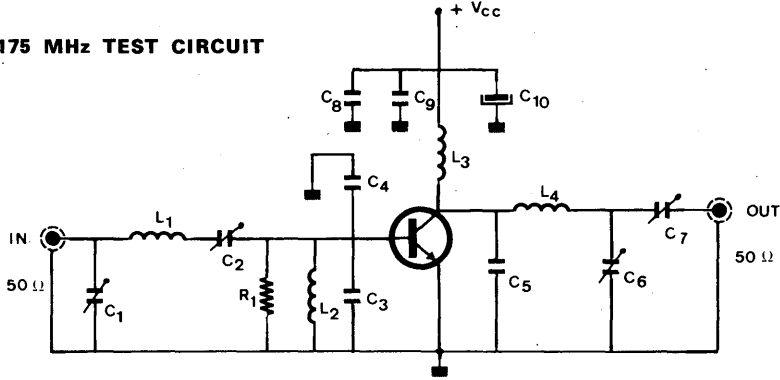 175 MHz TEST CIRCUIT
+ Vcc
C8
C9
C10
L3
C4
L4
L1
IN
OUT
C2
C7
50 Ω
R1
L2
C3
C5
C6
50 Ω
C1